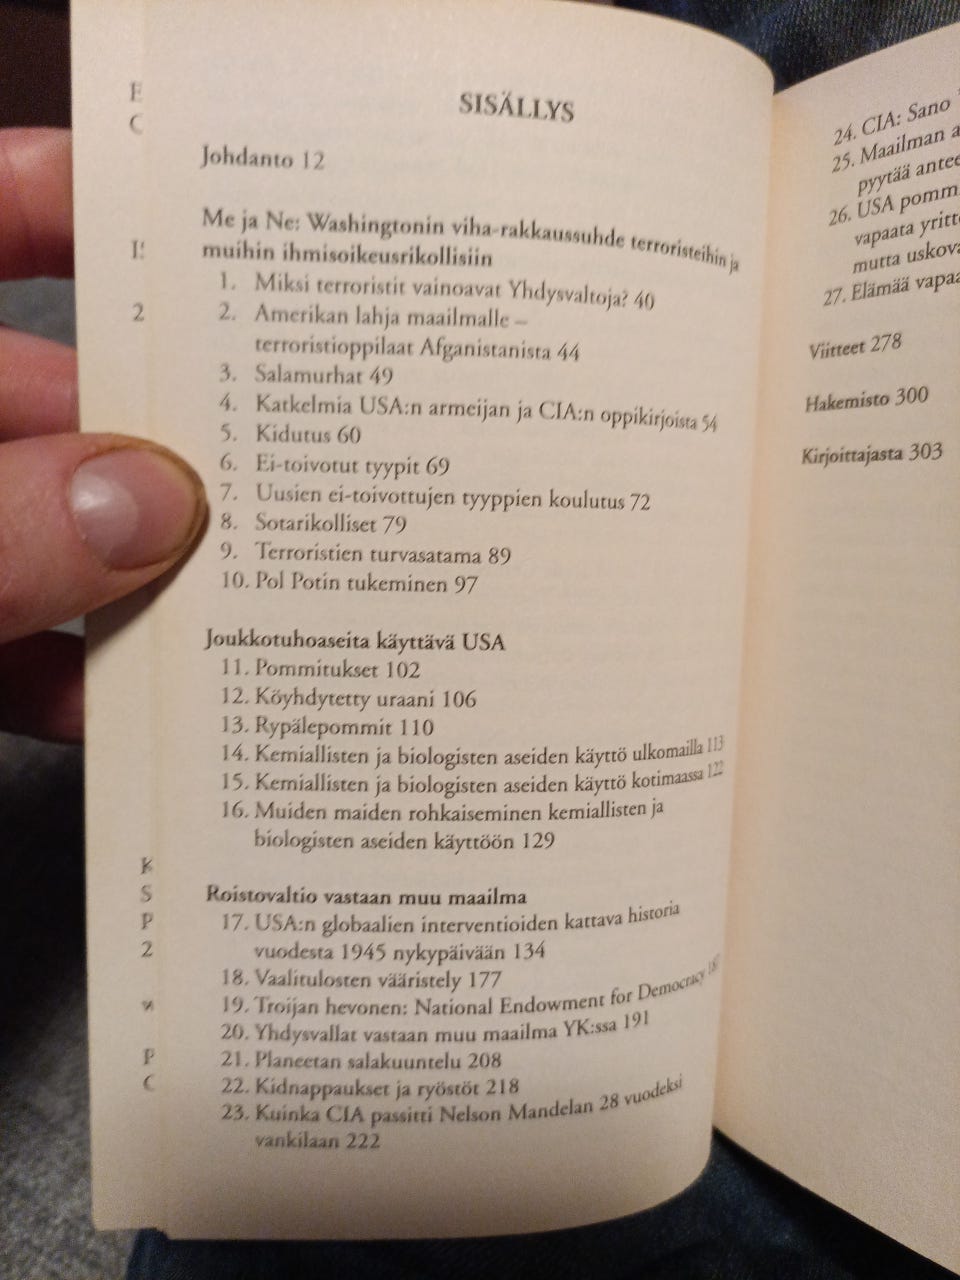 SISÄLLYS
Johdanto 12
Me ja Ne: Washingtonin viha-rakkaussuhde terroristeihin ja
muihin ihmisoikeusrikollisiin
1. Miksi terroristit vainoavat Yhdysvaltoja? 40
2. Amerikan lahja maailmalle –
terroristioppilaat Afganistanista 44
3. Salamurhat 49
4. Katkelmia USA:n armeijan ja CIA:n oppikirjoista 54
5. Kidutus 60
6. Ei-toivotut tyypit 69
7. Uusien ei-toivottujen tyyppien koulutus 72
8. Sotarikolliset 79
9. Terroristien turvasatama 89
10. Pol Potin tukeminen 97
Joukkotuhoaseita käyttävä USA
11. Pommitukset 102
12. Köyhdytetty uraani 106
13. Rypälepommit 110
14. Kemiallisten ja biologisten aseiden käyttö ulkomailla 113
15. Kemiallisten ja biologisten aseiden käyttö kotimaassa 122
16. Muiden maiden rohkaiseminen kemiallisten ja
biologisten aseiden käyttöön 129
Roistovaltio vastaan muu maailma
17. USA:n globaalien interventioiden kattava historia
vuodesta 1945 nykypäivään 134
18. Vaalitulosten vääristely 177
19. Troijan hevonen: National Endowment for Democracy
20. Yhdysvallat vastaan muu maailma YK:ssa 191
21. Planeetan salakuuntelu 208
22. Kidnappaukset ja ryöstöt 218
23. Kuinka CIA passitti Nelson Mandelan 28 vuodeksi
vankilaan 222
24. CIA: Sano
25. Maailman
pyytää
26. USA
vapaata
mutta
27. Elämää
Viitteet 278
Hakemisto 300
Kirjoittajasta 303